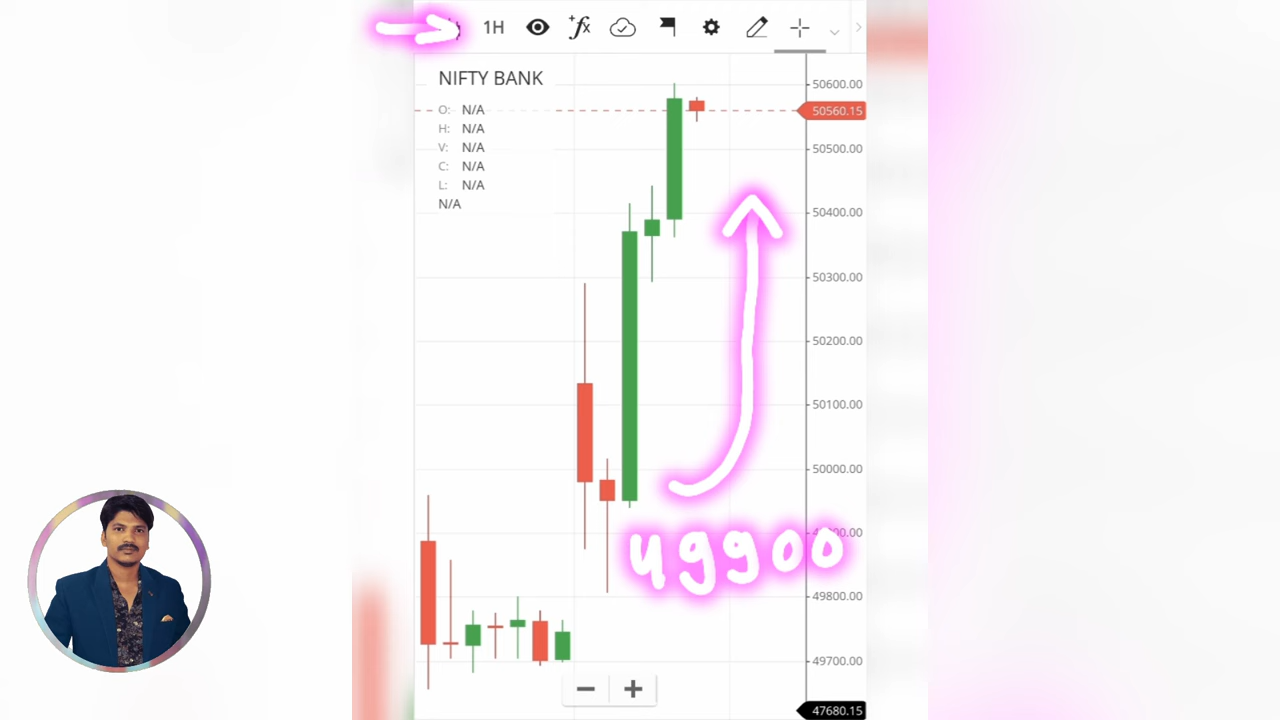 1H
NIFTY BANK
O: N/A
H: N/A
V: N/A
C: N/A
L: N/A
N/A
50600.00
50560.15
50500.00
50400.00
50300.00
50200.00
50100.00
50000.00
49900
49800.00
49700.00
47680.15